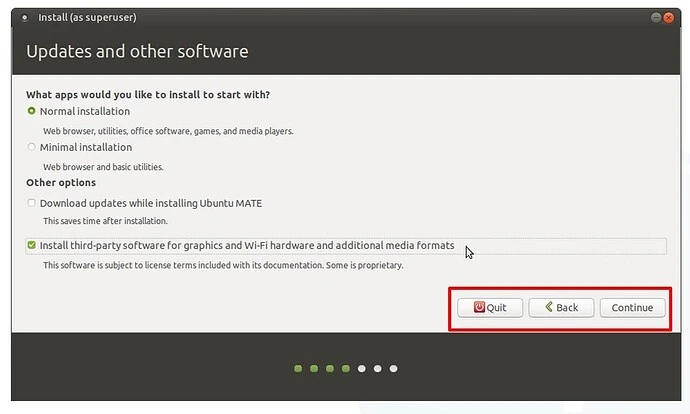 Install (as superuser)
Updates and other software
What apps would you like to install to start with?
Normal installation
Web browser, utilities, office software, games, and media players.
Minimal installation
Web browser and basic utilities.
Other options
Download updates while installing Ubuntu MATE
This saves time after installation.
Install third-party software for graphics and Wi-Fi hardware and additional media formats
This software is subject to license terms included with its documentation. Some is proprietary.
Quit Back Continue